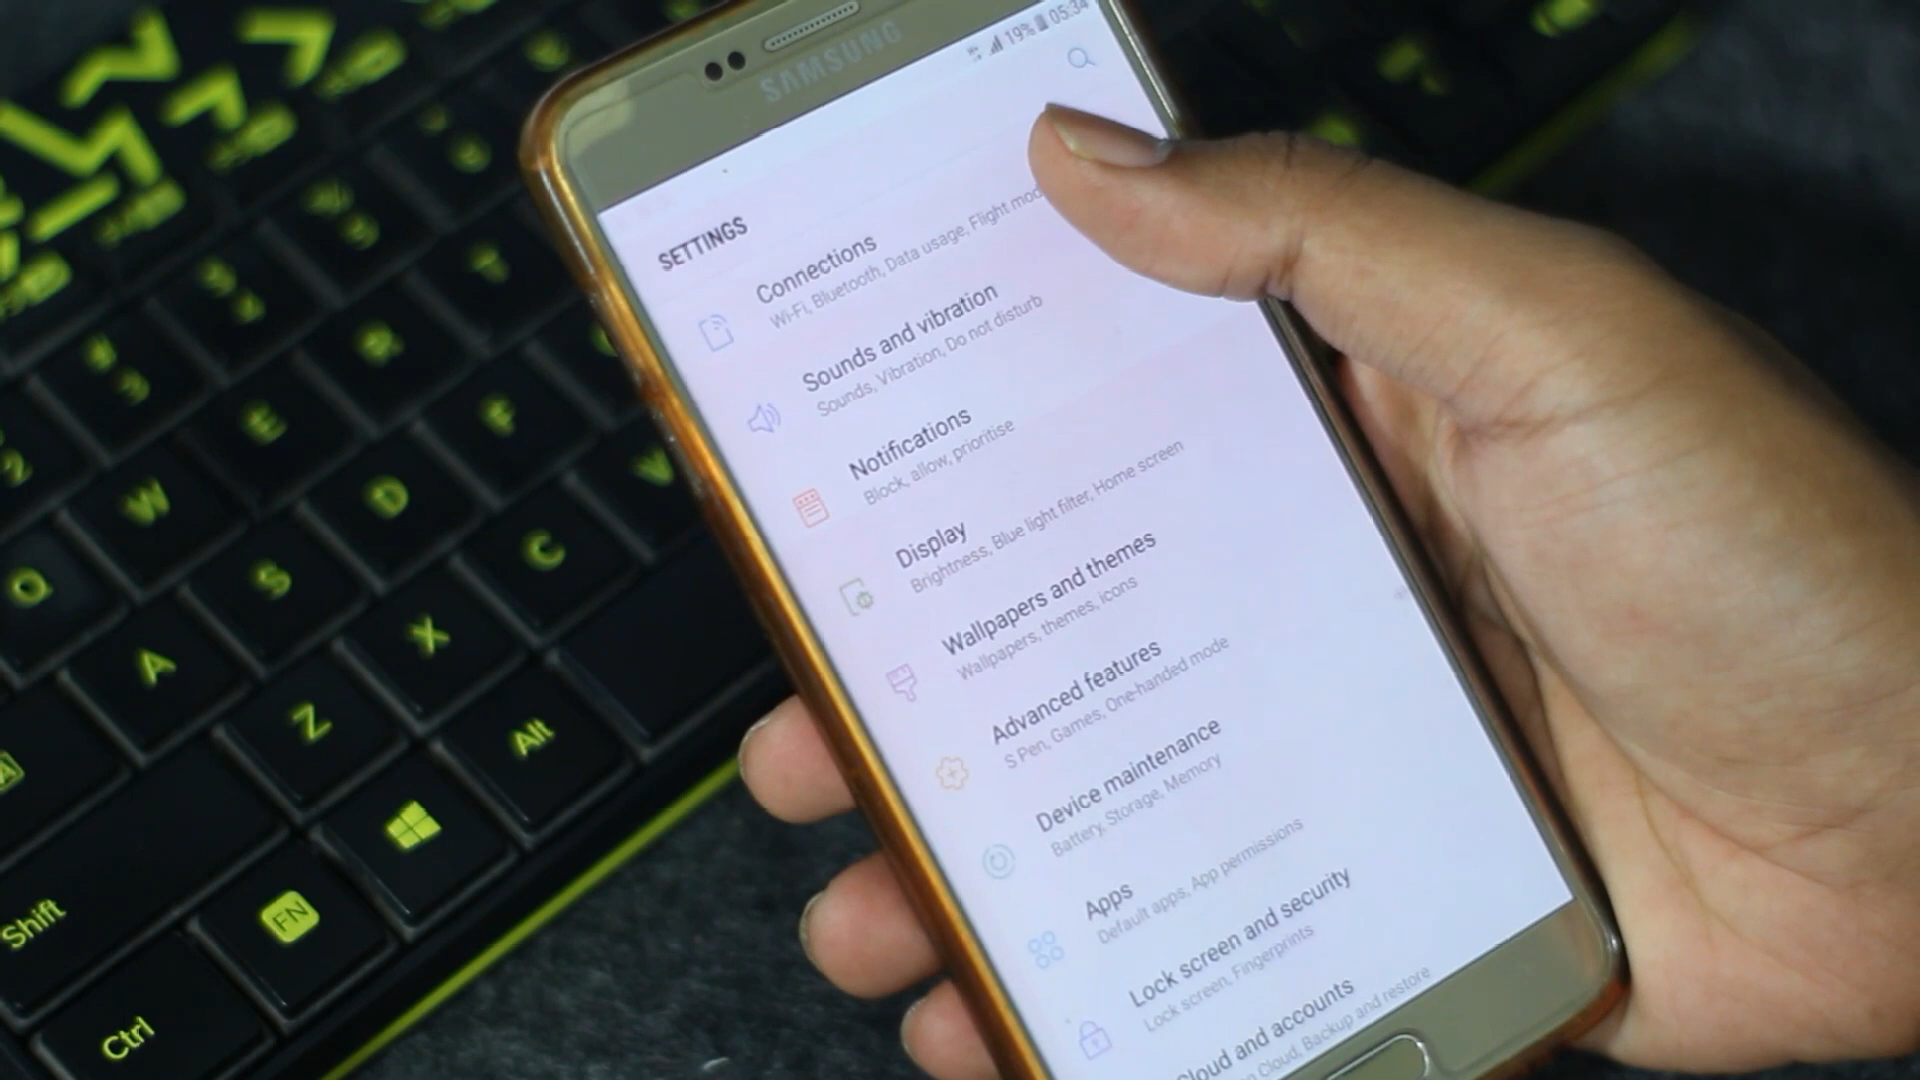 SAMSUNG
19% 05:34
SETTINGS
Connections
Wi-Fi, Bluetooth, Data usage, Flight mod
Sounds and vibration
Sounds, Vibration, Do not disturb
Notifications
Block, allow, prioritise
Display
Brightness, Blue light filter, Home screen
Wallpapers and themes
Wallpapers, themes, icons
Advanced features
S Pen, Games, One-handed mode
Device maintenance
Battery, Storage, Memory
Apps
Default apps, App permissions
Lock screen and security
Lock screen, Fingerprints
Cloud and accounts
Cloud, Backup and restore
3
R
T
2
W
E
F
V
Q
S
D
C
A
X
Z
Alt
Shift
FN
Ctrl